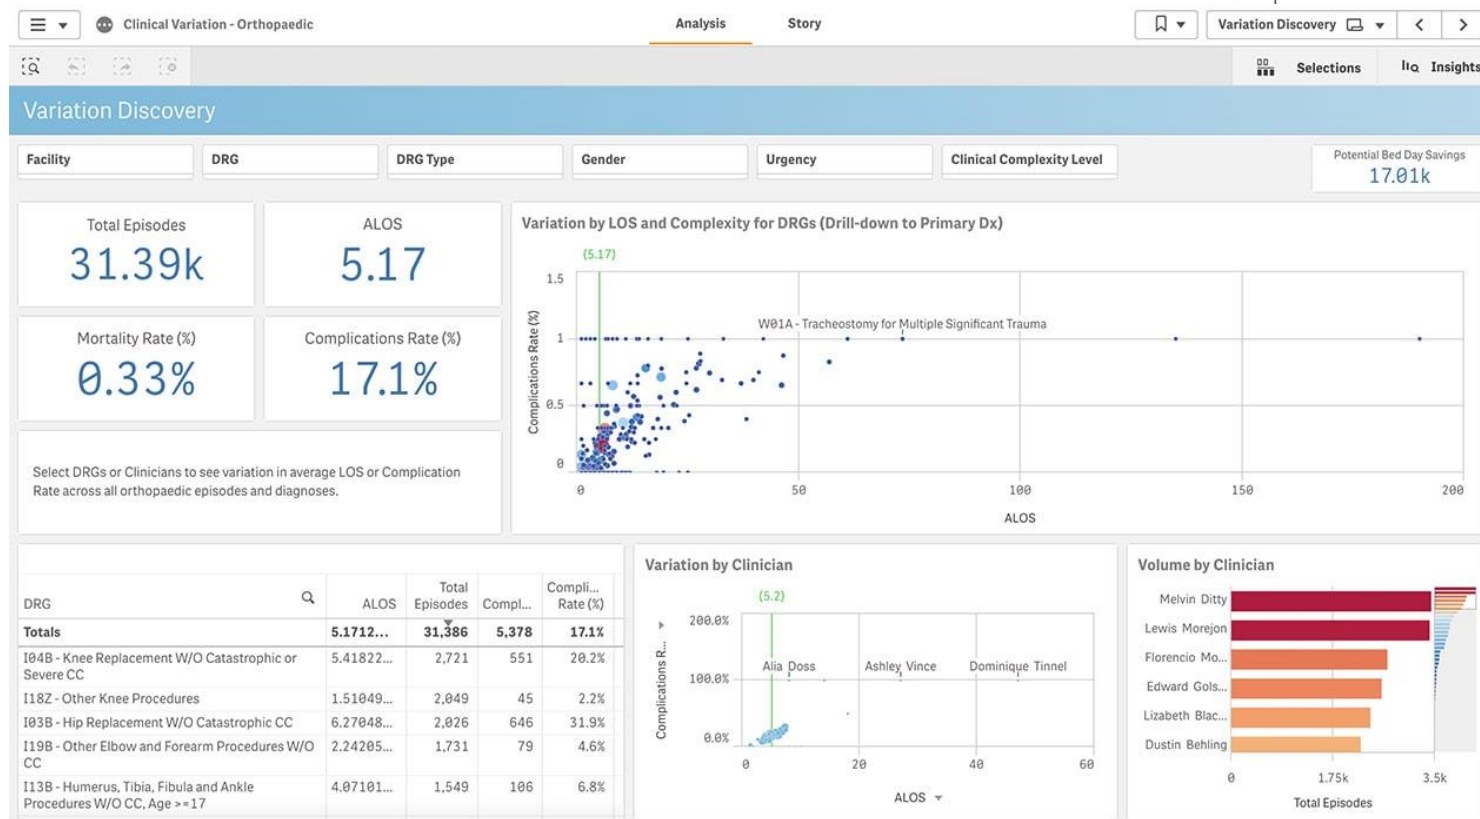 Clinical Variation - Orthopaedic
Analysis
Story
Variation Discovery
Selections
Insights
Variation Discovery
Facility
DRG
DRG Type
Gender
Urgency
Clinical Complexity Level
Potential Bed Day Savings
17.01k
Total Episodes
31.39k
ALOS
5.17
Mortality Rate (%)
0.33%
Complications Rate (%)
17.1%
Select DRGs or Clinicians to see variation in average LOS or Complication
Rate across all orthopaedic episodes and diagnoses.
Variation by LOS and Complexity for DRGs (Drill-down to Primary Dx)
(5.17)
1.5
1
0.5
0
Complications Rate (%)
W01A - Tracheostomy for Multiple Significant Trauma
0 50 100 150 200
ALOS
DRG ALOS Total Episodes Compl... Compli... Rate (%)
Totals 5.1712... 31,386 5,378 17.1%
I04B - Knee Replacement W/O Catastrophic or
Severe CC
5.41822... 2,721 551 20.2%
I18Z - Other Knee Procedures 1.51049... 2,049 45 2.2%
I03B - Hip Replacement W/O Catastrophic CC 6.27048... 2,026 646 31.9%
I19B - Other Elbow and Forearm Procedures W/O
CC
2.24205... 1,731 79 4.6%
I13B - Humerus, Tibia, Fibula and Ankle
Procedures W/O CC, Age >=17
4.07101... 1,549 106 6.8%
Variation by Clinician
(5.2)
200.0%
100.0%
0.0%
Complications R...
Alia Doss
Ashley Vince
Dominique Tinnel
0 20 40 60
ALOS
Volume by Clinician
Melvin Ditty
Lewis Morejon
Florencio Mo...
Edward Gols...
Lizabeth Blac...
Dustin Behling
0 1.75k 3.5k
Total Episodes